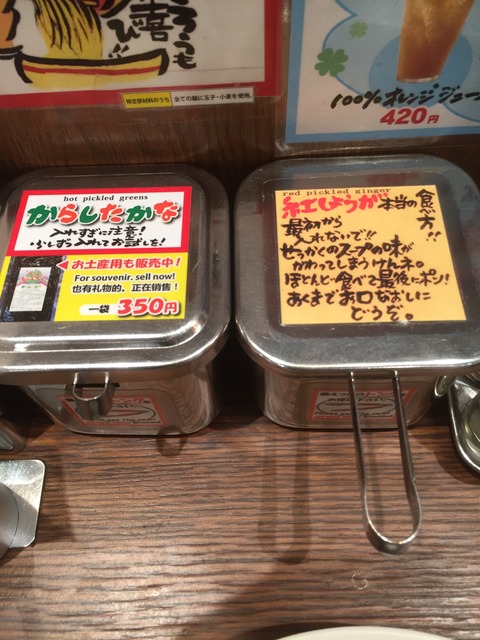 ろっても
喜
び!!
特定原材料のうち 全ての麺に玉子・小麦を使用。
100%オレンジジュー
420円
hot pickled greens
からしたかな
入れすぎに注意!
少しずつ入れてお試しを!
お土産用も販売中!
For souvenir. sell now!
也有礼物的。正在销售!
一袋 350円
red pickled ginger
紅しょうが 本当の食べ方!!
最初から
入れないで!!
せっかくのスープの味が
かわってしまうけんネ。
ほとんど食べて最後にポン!
あくまでお口なおしに
どうぞ。